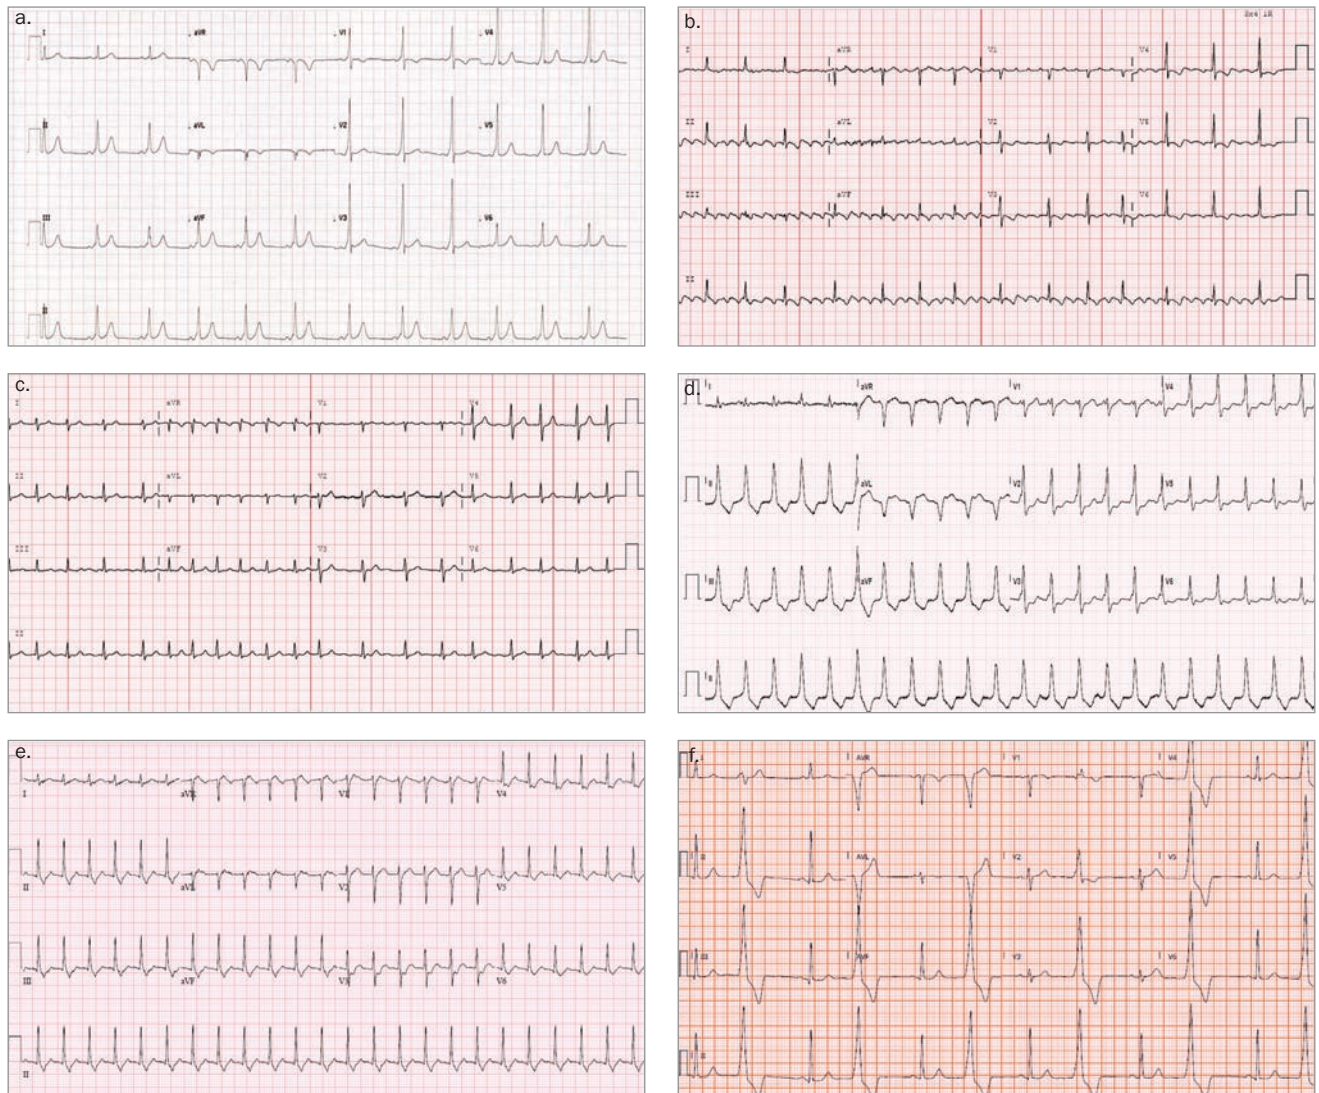 a.
I aVR V1 V4
II aVL V2 V5
III aVF V3 V6
II
b.
I aVR V1 V4
II aVL V2 V5
III aVF V3 V6
II
c.
I aVR V1 V4
II aVL V2 V5
III aVF V3 V6
II
d.
I aVR V1 V4
II aVL V2 V5
III aVF V3 V6
II
e.
I aVR V1 V4
II aVL V2 V5
III aVF V3 V6
II
f.
I AVR V1 V4
II AVL V2 V5
III AVF V3 V6
II